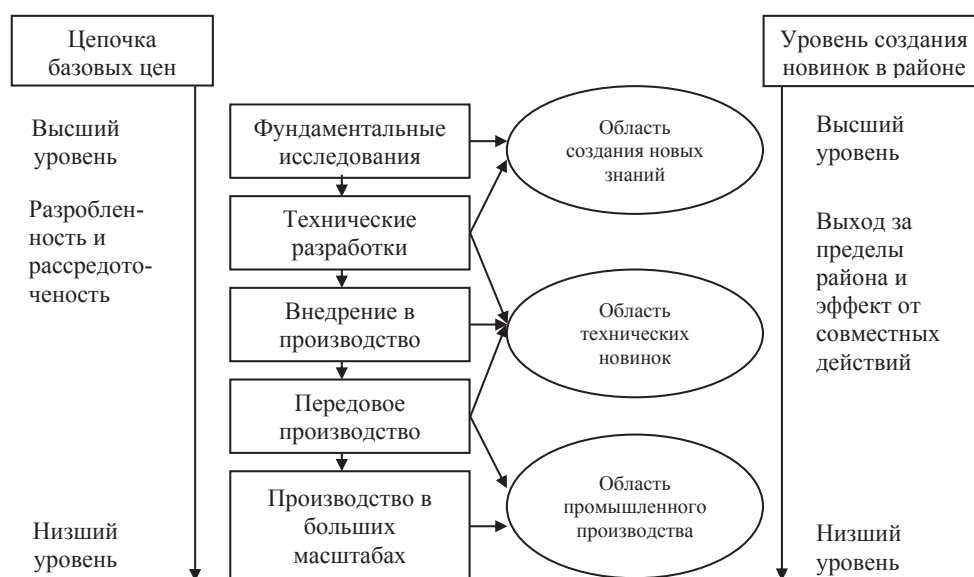 Цепочка
базовых цен
Уровень создания
новинок в районе
Высший
уровень
Разроблен-
ность и
рассредото-
ченость
Низший
уровень
Фундаментальные
исследования
Технические
разработки
Внедрение в
производство
Передовое
производство
Производство в
больших
масштабах
Область
создания новых
знаний
Область
технических
новинок
Область
промышленного
производства
Высший
уровень
Выход за
пределы
района и
эффект от
совместных
действий
Низший
уровень